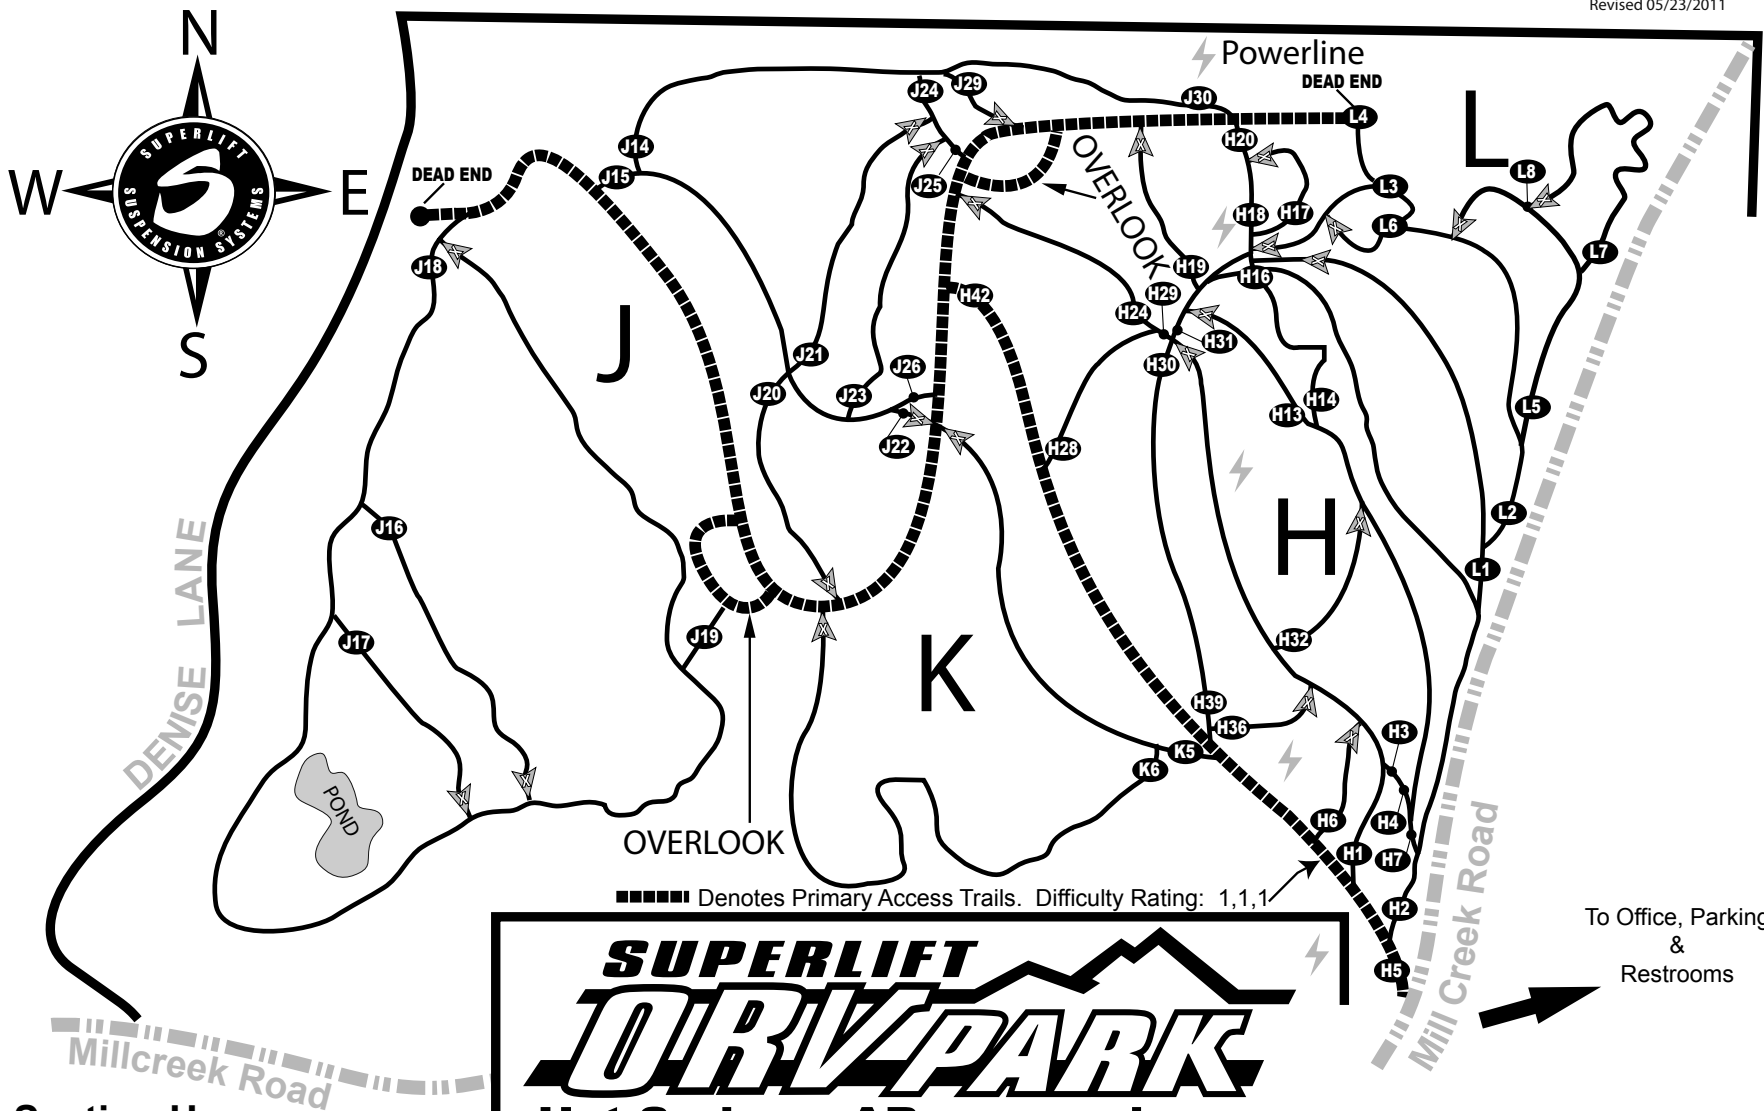 Revised 05/23/2011
N
W
E
S
SUPERLIFT
SUSPENSION SYSTEMS
®
Powerline
DEAD END
DEAD END
OVERLOOK
OVERLOOK
J
K
H
L
J14
J15
J16
J17
J18
J19
J20
J21
J22
J23
J24
J25
J26
J29
J30
K5
K6
H1
H2
H3
H4
H5
H6
H7
H13
H14
H16
H17
H18
H19
H20
H24
H28
H29
H30
H31
H32
H36
H39
H42
L1
L2
L3
L4
L5
L6
L7
L8
POND
DENISE LANE
Millcreek Road
Mill Creek Road
Denotes Primary Access Trails. Difficulty Rating: 1,1,1
To Office, Parking
&
Restrooms
SUPERLIFT
ORV PARK